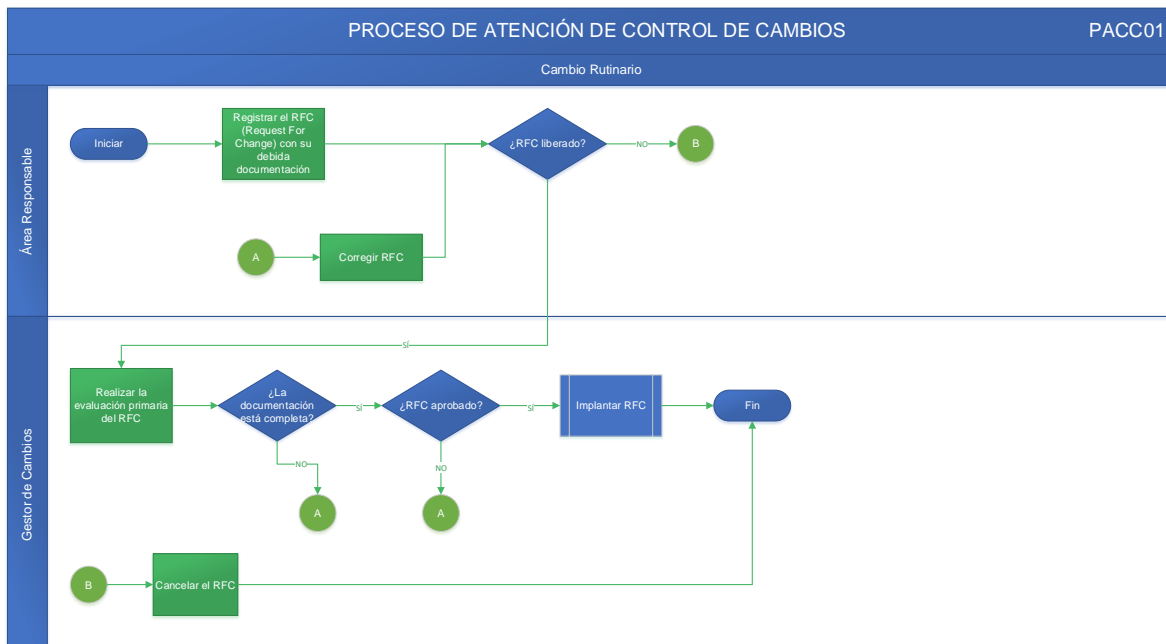 PROCESO DE ATENCIÓN DE CONTROL DE CAMBIOS
PACC01
Cambio Rutinario
Área Responsable
Iniciar
Registrar el RFC
(Request For
Change) con su
debida
documentación
¿RFC liberado?
NO
B
A
Corregir RFC
SÍ
Gestor de Cambios
Realizar la
evaluación primaria
del RFC
¿La
documentación
está completa?
SÍ
¿RFC aprobado?
SÍ
Implantar RFC
Fin
NO
NO
A
A
B
Cancelar el RFC